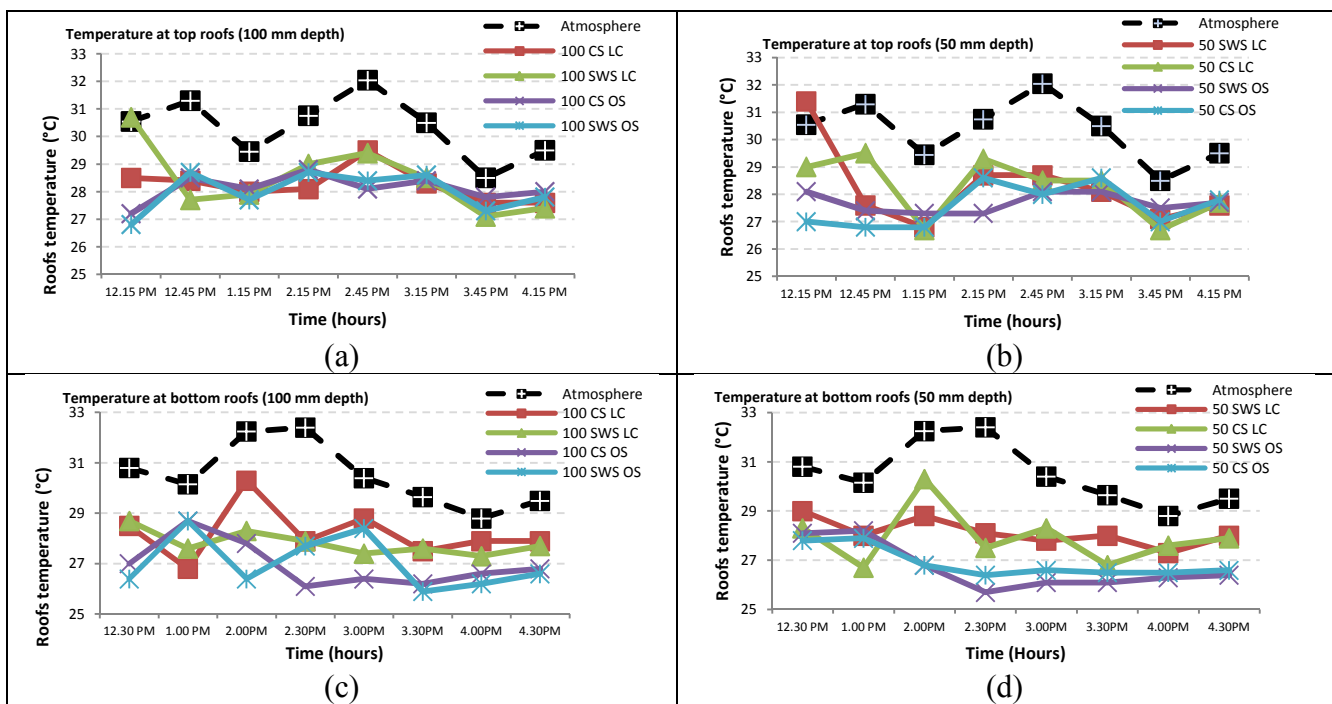 Temperature at top roofs (100 mm depth)
Atmosphere
100 CS LC
100 SWS LC
100 CS OS
100 SWS OS
33
32
31
30
29
28
27
26
25
Roofs temperature (°C)
12.15 PM 12.45 PM 1.15 PM 2.15 PM 2.45 PM 3.15 PM 3.45 PM 4.15 PM
Time (hours)
(a)
Temperature at top roofs (50 mm depth)
Atmosphere
50 SWS LC
50 CS LC
50 SWS OS
50 CS OS
33
32
31
30
29
28
27
26
25
Roofs temperature (°C)
12.15 PM 12.45 PM 1.15 PM 2.15 PM 2.45 PM 3.15 PM 3.45 PM 4.15 PM
Time (hours)
(b)
Temperature at bottom roofs (100 mm depth)
Atmosphere
100 CS LC
100 SWS LC
100 CS OS
100 SWS OS
33
31
29
27
25
Roofs temperature (°C)
12.30 PM 1.00 PM 2.00PM 2.30PM 3.00PM 3.30PM 4.00PM 4.30PM
Time (hours)
(c)
Temperature at bottom roofs (50 mm depth)
Atmosphere
50 SWS LC
50 CS LC
50 SWS OS
50 CS OS
33
31
29
27
25
Roofs temperature (°C)
12.30 PM 1.00 PM 2.00PM 2.30PM 3.00PM 3.30PM 4.00PM 4.30PM
Time (Hours)
(d)